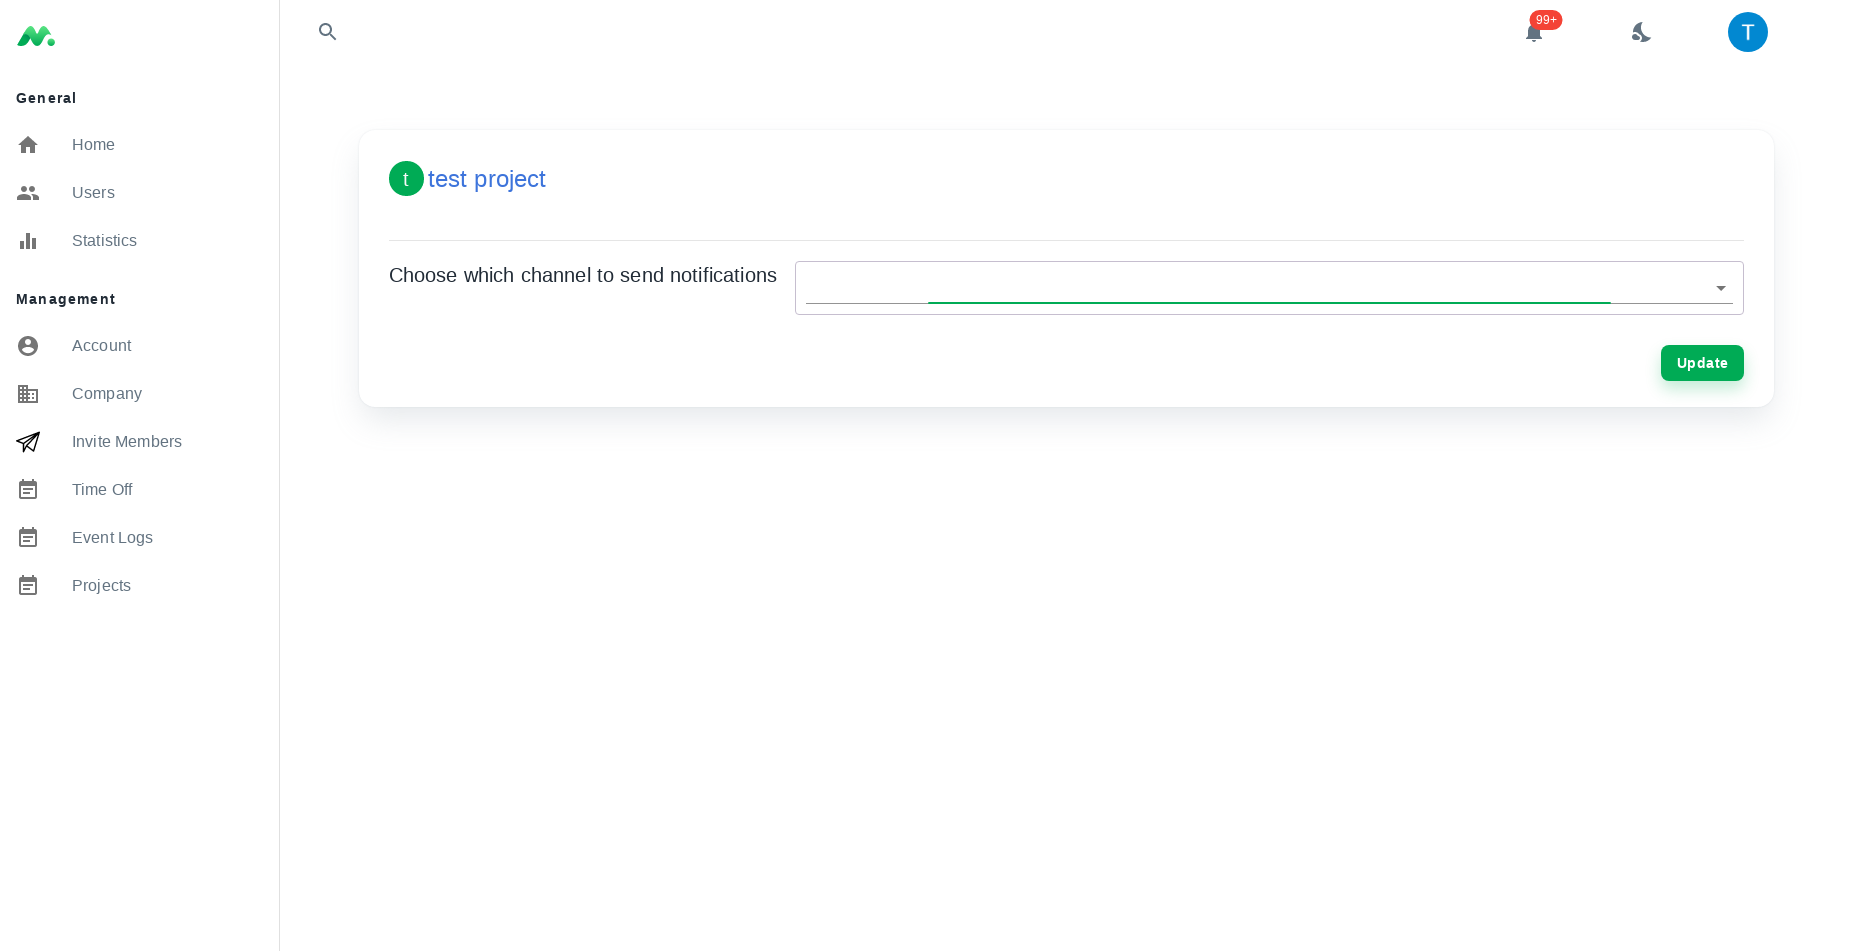 99+
T
General
Home
Users
Statistics
Management
Account
Company
Invite Members
Time Off
Event Logs
Projects
t test project
Choose which channel to send notifications
Update